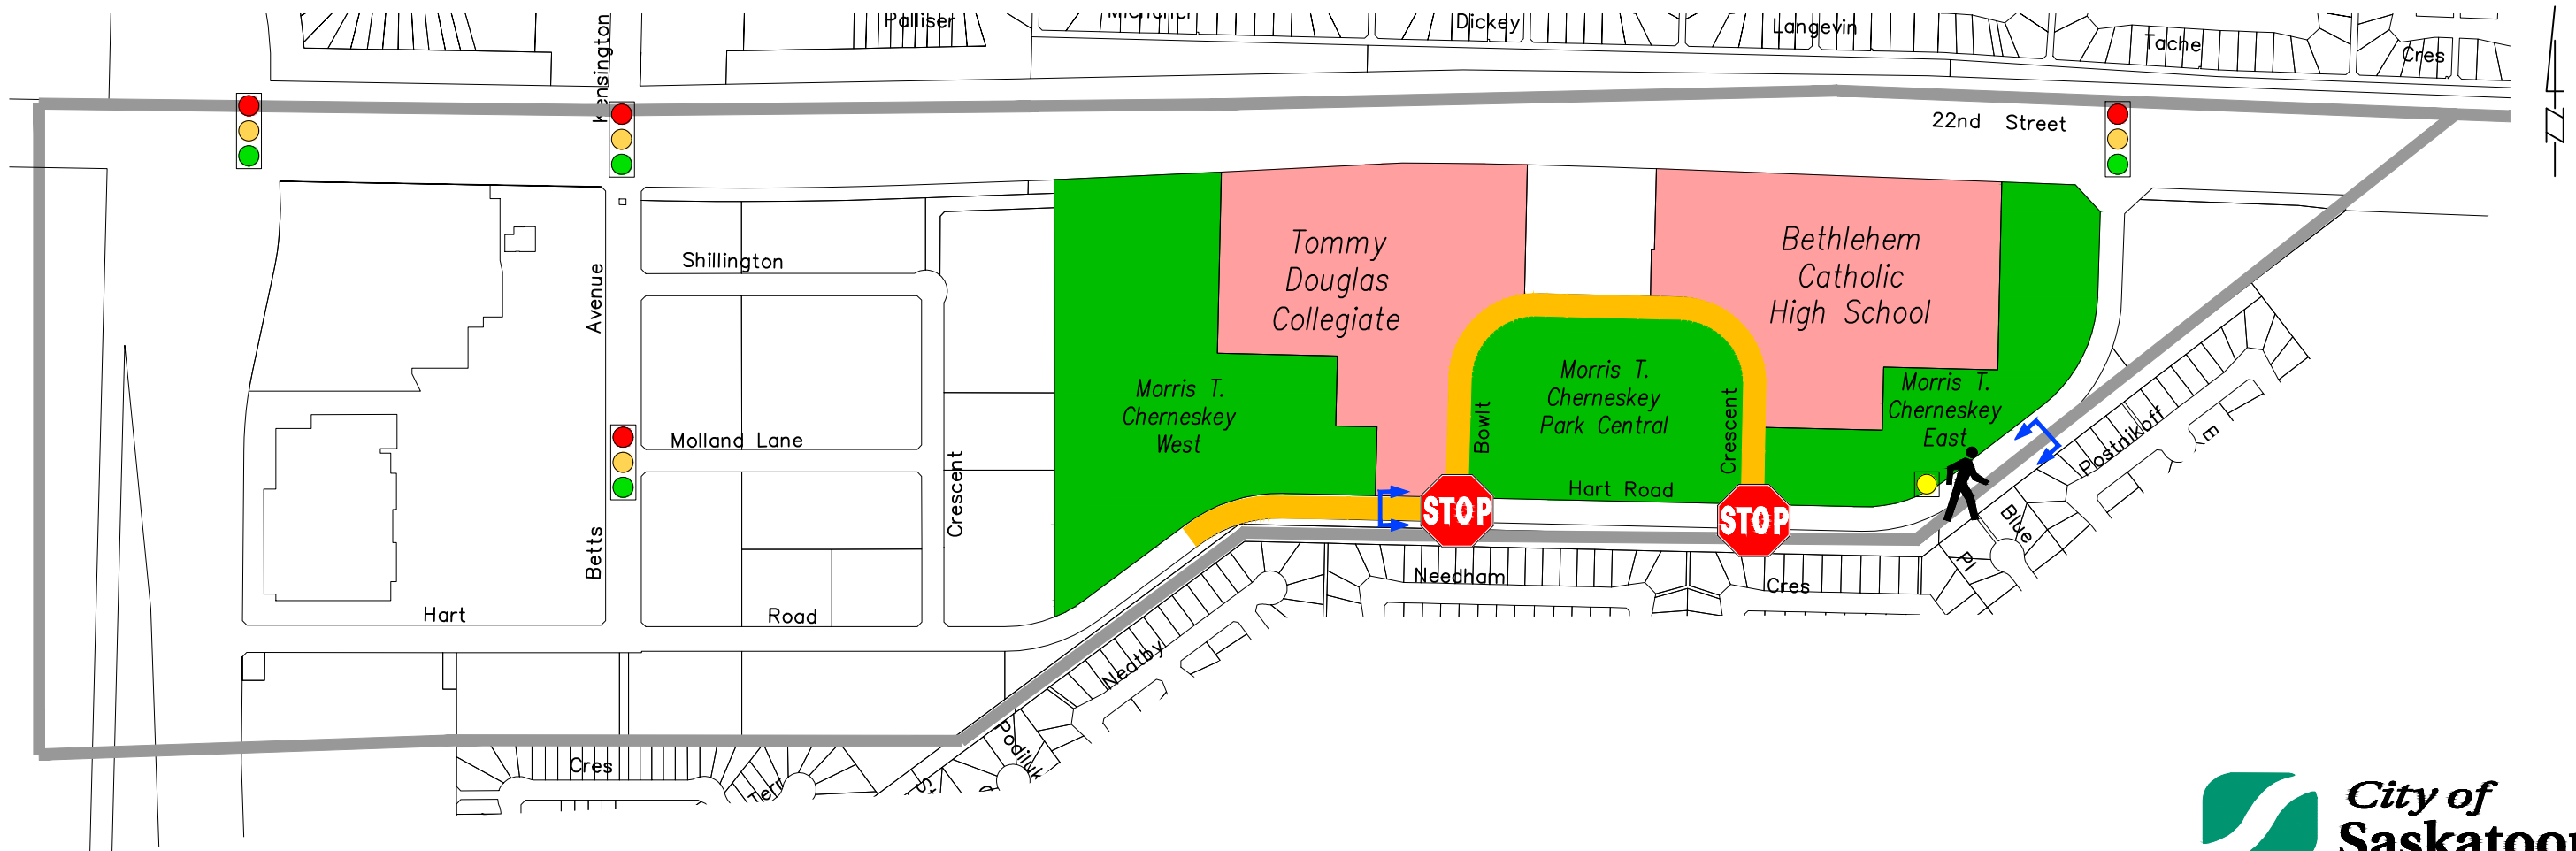 Palliser
Dickey
Langevin
Tache
Cres
Kensington
22nd Street
Shillington
Avenue
Tommy
Douglas
Collegiate
Bethlehem
Catholic
High School
Morris T.
Cherneskey
West
Morris T.
Cherneskey
Park Central
Morris T.
Cherneskey
East
Bowlt
Crescent
Molland Lane
Crescent
Betts
STOP
STOP
Hart Road
Postnikoff
Blue
Pl
Needham
Cres
Hart
Road
Neatby
Cres
Terr
St
City of